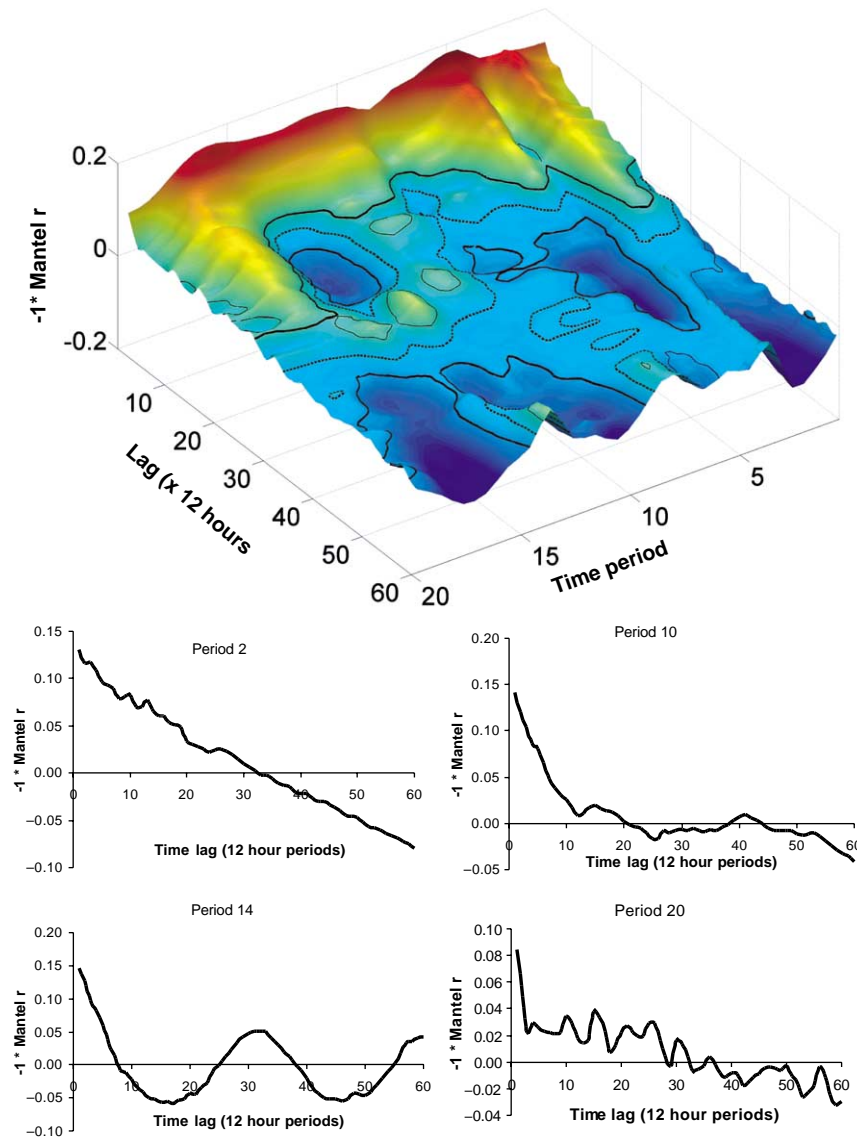 0.2
0
-0.2
-1* Mantel r
10
20
30
40
50
60
Lag (x 12 hours
20
15
10
5
Time period
Period 2
0.15
0.10
0.05
0.00
–0.05
–0.10
-1 * Mantel r
0 10 20 30 40 50 60
Time lag (12 hour periods)
Period 10
0.20
0.15
0.10
0.05
0.00
–0.05
-1 * Mantel r
0 10 20 30 40 50 60
Time lag (12 hour periods)
Period 14
0.20
0.15
0.10
0.05
0.00
–0.05
–0.10
-1 * Mantel r
0 10 20 30 40 50 60
Time lag (12 hour periods)
Period 20
0.10
0.08
0.06
0.04
0.02
0.00
–0.02
–0.04
-1 * Mantel r
0 10 20 30 40 50 60
Time lag (12 hour periods)